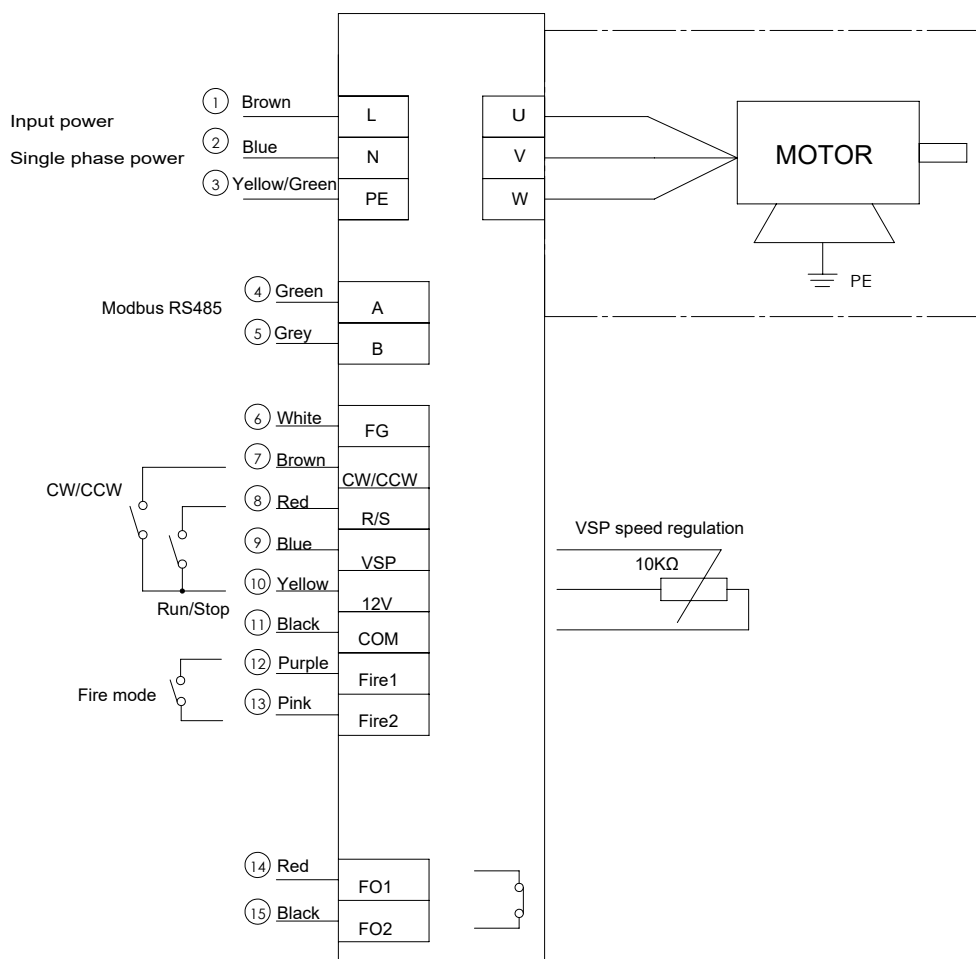 1 Brown L
Input power
2 Blue N
Single phase power
3 Yellow/Green PE
U
V
W
MOTOR
PE
4 Green A
Modbus RS485
5 Grey B
6 White FG
7 Brown CW/CCW
CW/CCW
8 Red R/S
9 Blue VSP
10 Yellow 12V
Run/Stop
11 Black COM
12 Purple Fire1
Fire mode
13 Pink Fire2
VSP speed regulation
10KΩ
14 Red FO1
15 Black FO2